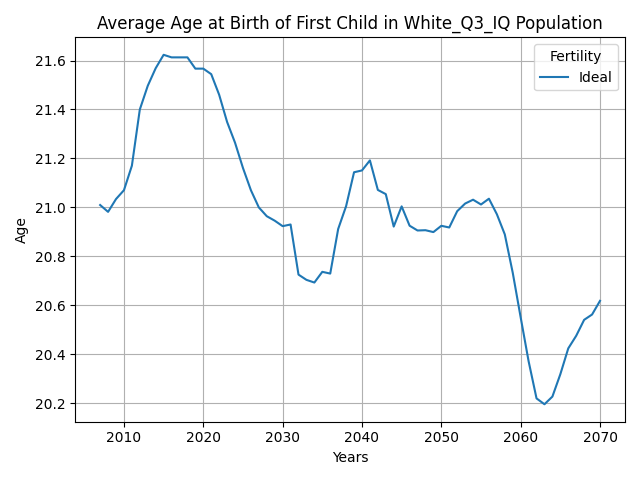 Average Age at Birth of First Child in White_Q3_IQ Population
Fertility
Ideal
21.6
21.4
21.2
21.0
20.8
20.6
20.4
20.2
Age
2010 2020 2030 2040 2050 2060 2070
Years